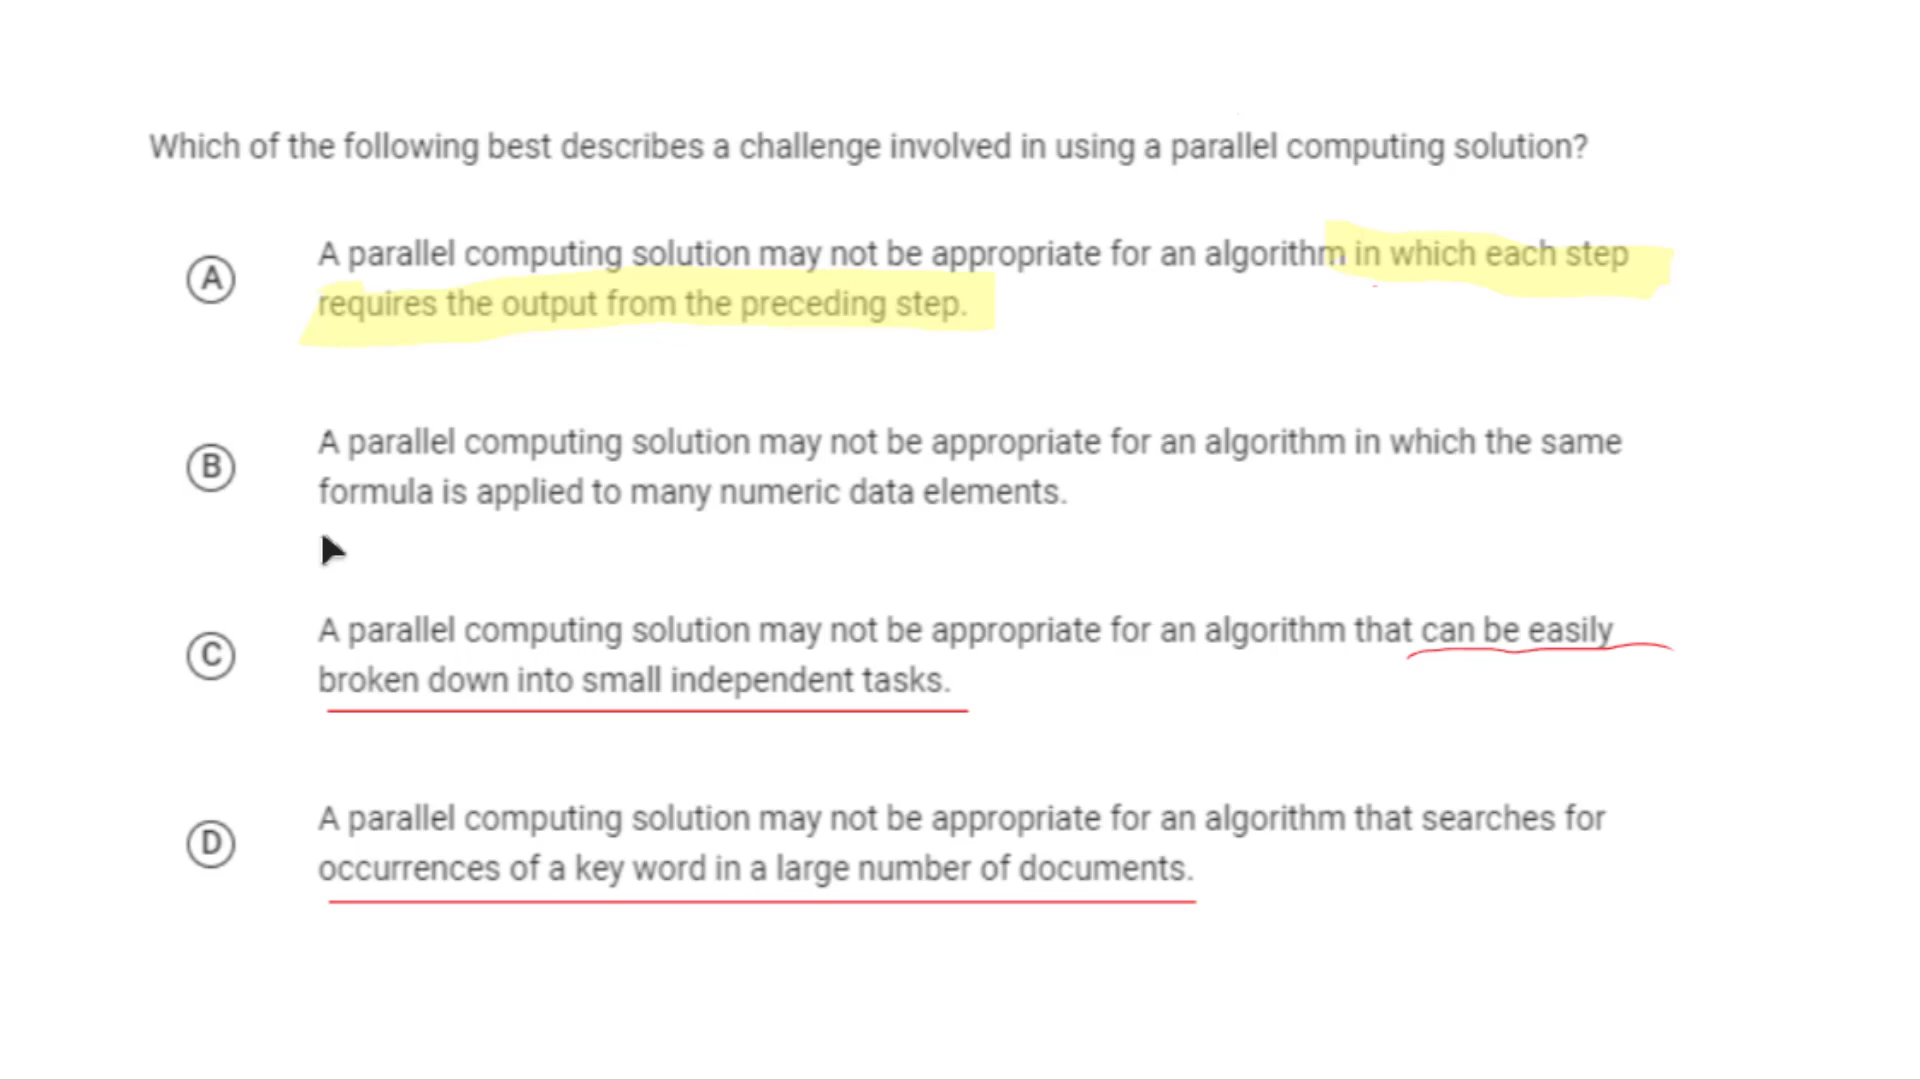 Which of the following best describes a challenge involved in using a parallel computing solution?
A
A parallel computing solution may not be appropriate for an algorithm in which each step
requires the output from the preceding step.
B
A parallel computing solution may not be appropriate for an algorithm in which the same
formula is applied to many numeric data elements.
C
A parallel computing solution may not be appropriate for an algorithm that can be easily
broken down into small independent tasks.
D
A parallel computing solution may not be appropriate for an algorithm that searches for
occurrences of a key word in a large number of documents.